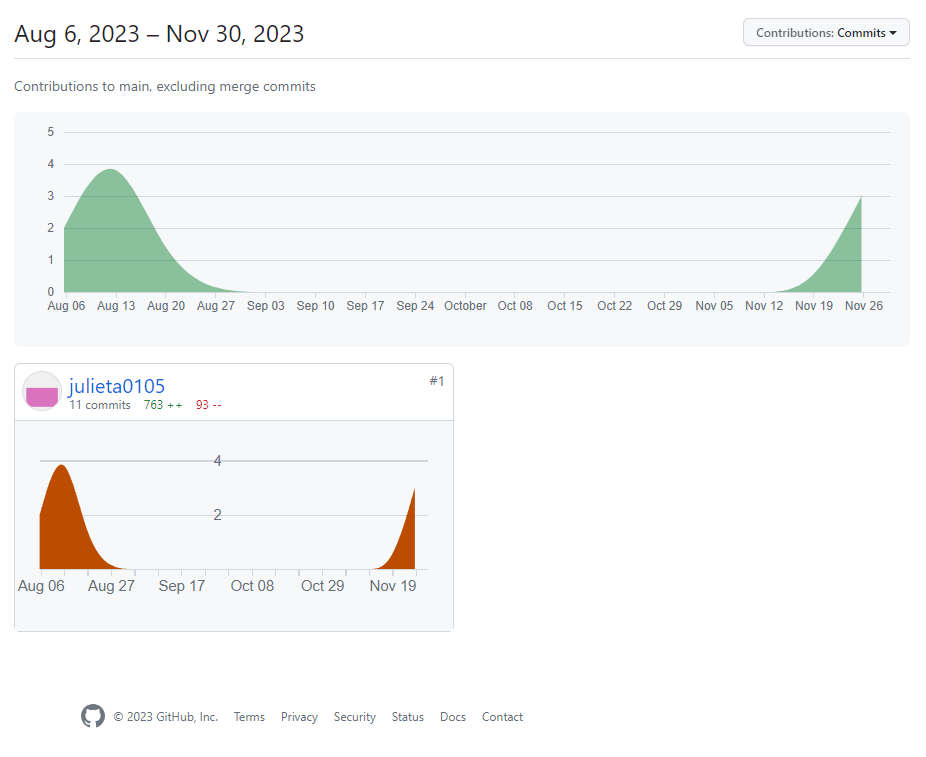 Aug 6, 2023 – Nov 30, 2023
Contributions: Commits
Contributions to main, excluding merge commits
5
4
3
2
1
0
Aug 06 Aug 13 Aug 20 Aug 27 Sep 03 Sep 10 Sep 17 Sep 24 October Oct 08 Oct 15 Oct 22 Oct 29 Nov 05 Nov 12 Nov 19 Nov 26
julieta0105
#1
11 commits 763 ++ 93 --
4
2
Aug 06 Aug 27 Sep 17 Oct 08 Oct 29 Nov 19
© 2023 GitHub, Inc. Terms Privacy Security Status Docs Contact